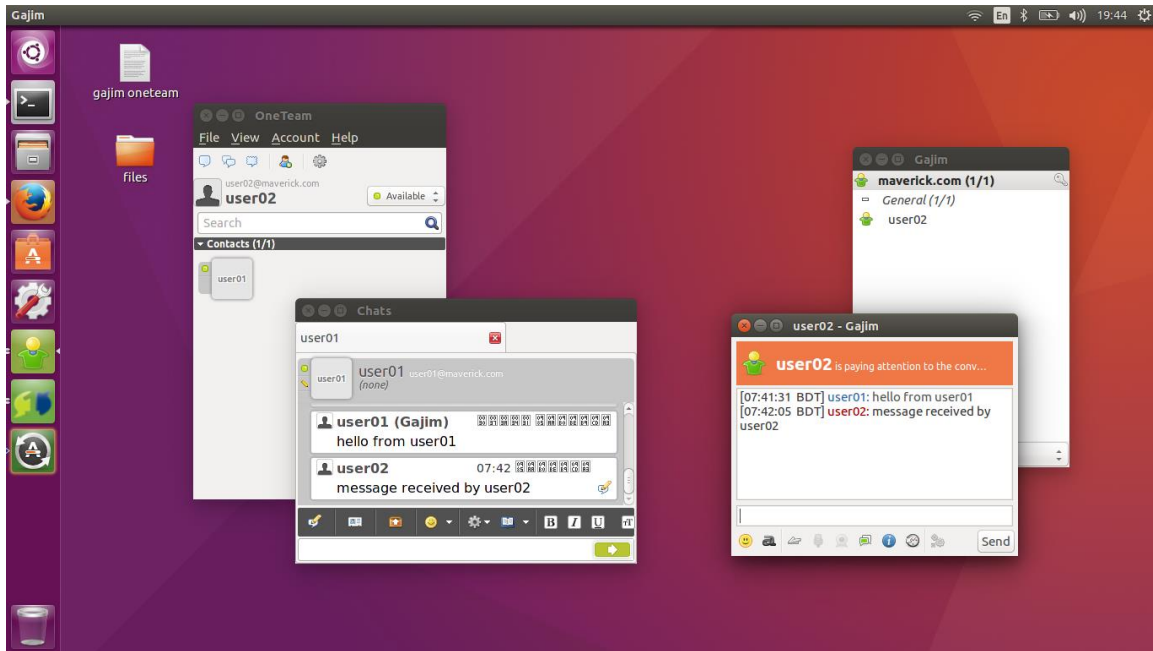 Gajim
En
19:44
gajim oneteam
files
OneTeam
File View Account Help
user02@maverick.com
user02
Available
Search
Contacts (1/1)
user01
Chats
user01
user01
user01 user01@maverick.com
(none)
user01 (Gajim)
hello from user01
user02 07:42
message received by user02
B I U
Gajim
maverick.com (1/1)
General (1/1)
user02
user02 - Gajim
user02 is paying attention to the conv...
[07:41:31 BDT] user01: hello from user01
[07:42:05 BDT] user02: message received by
user02
Send